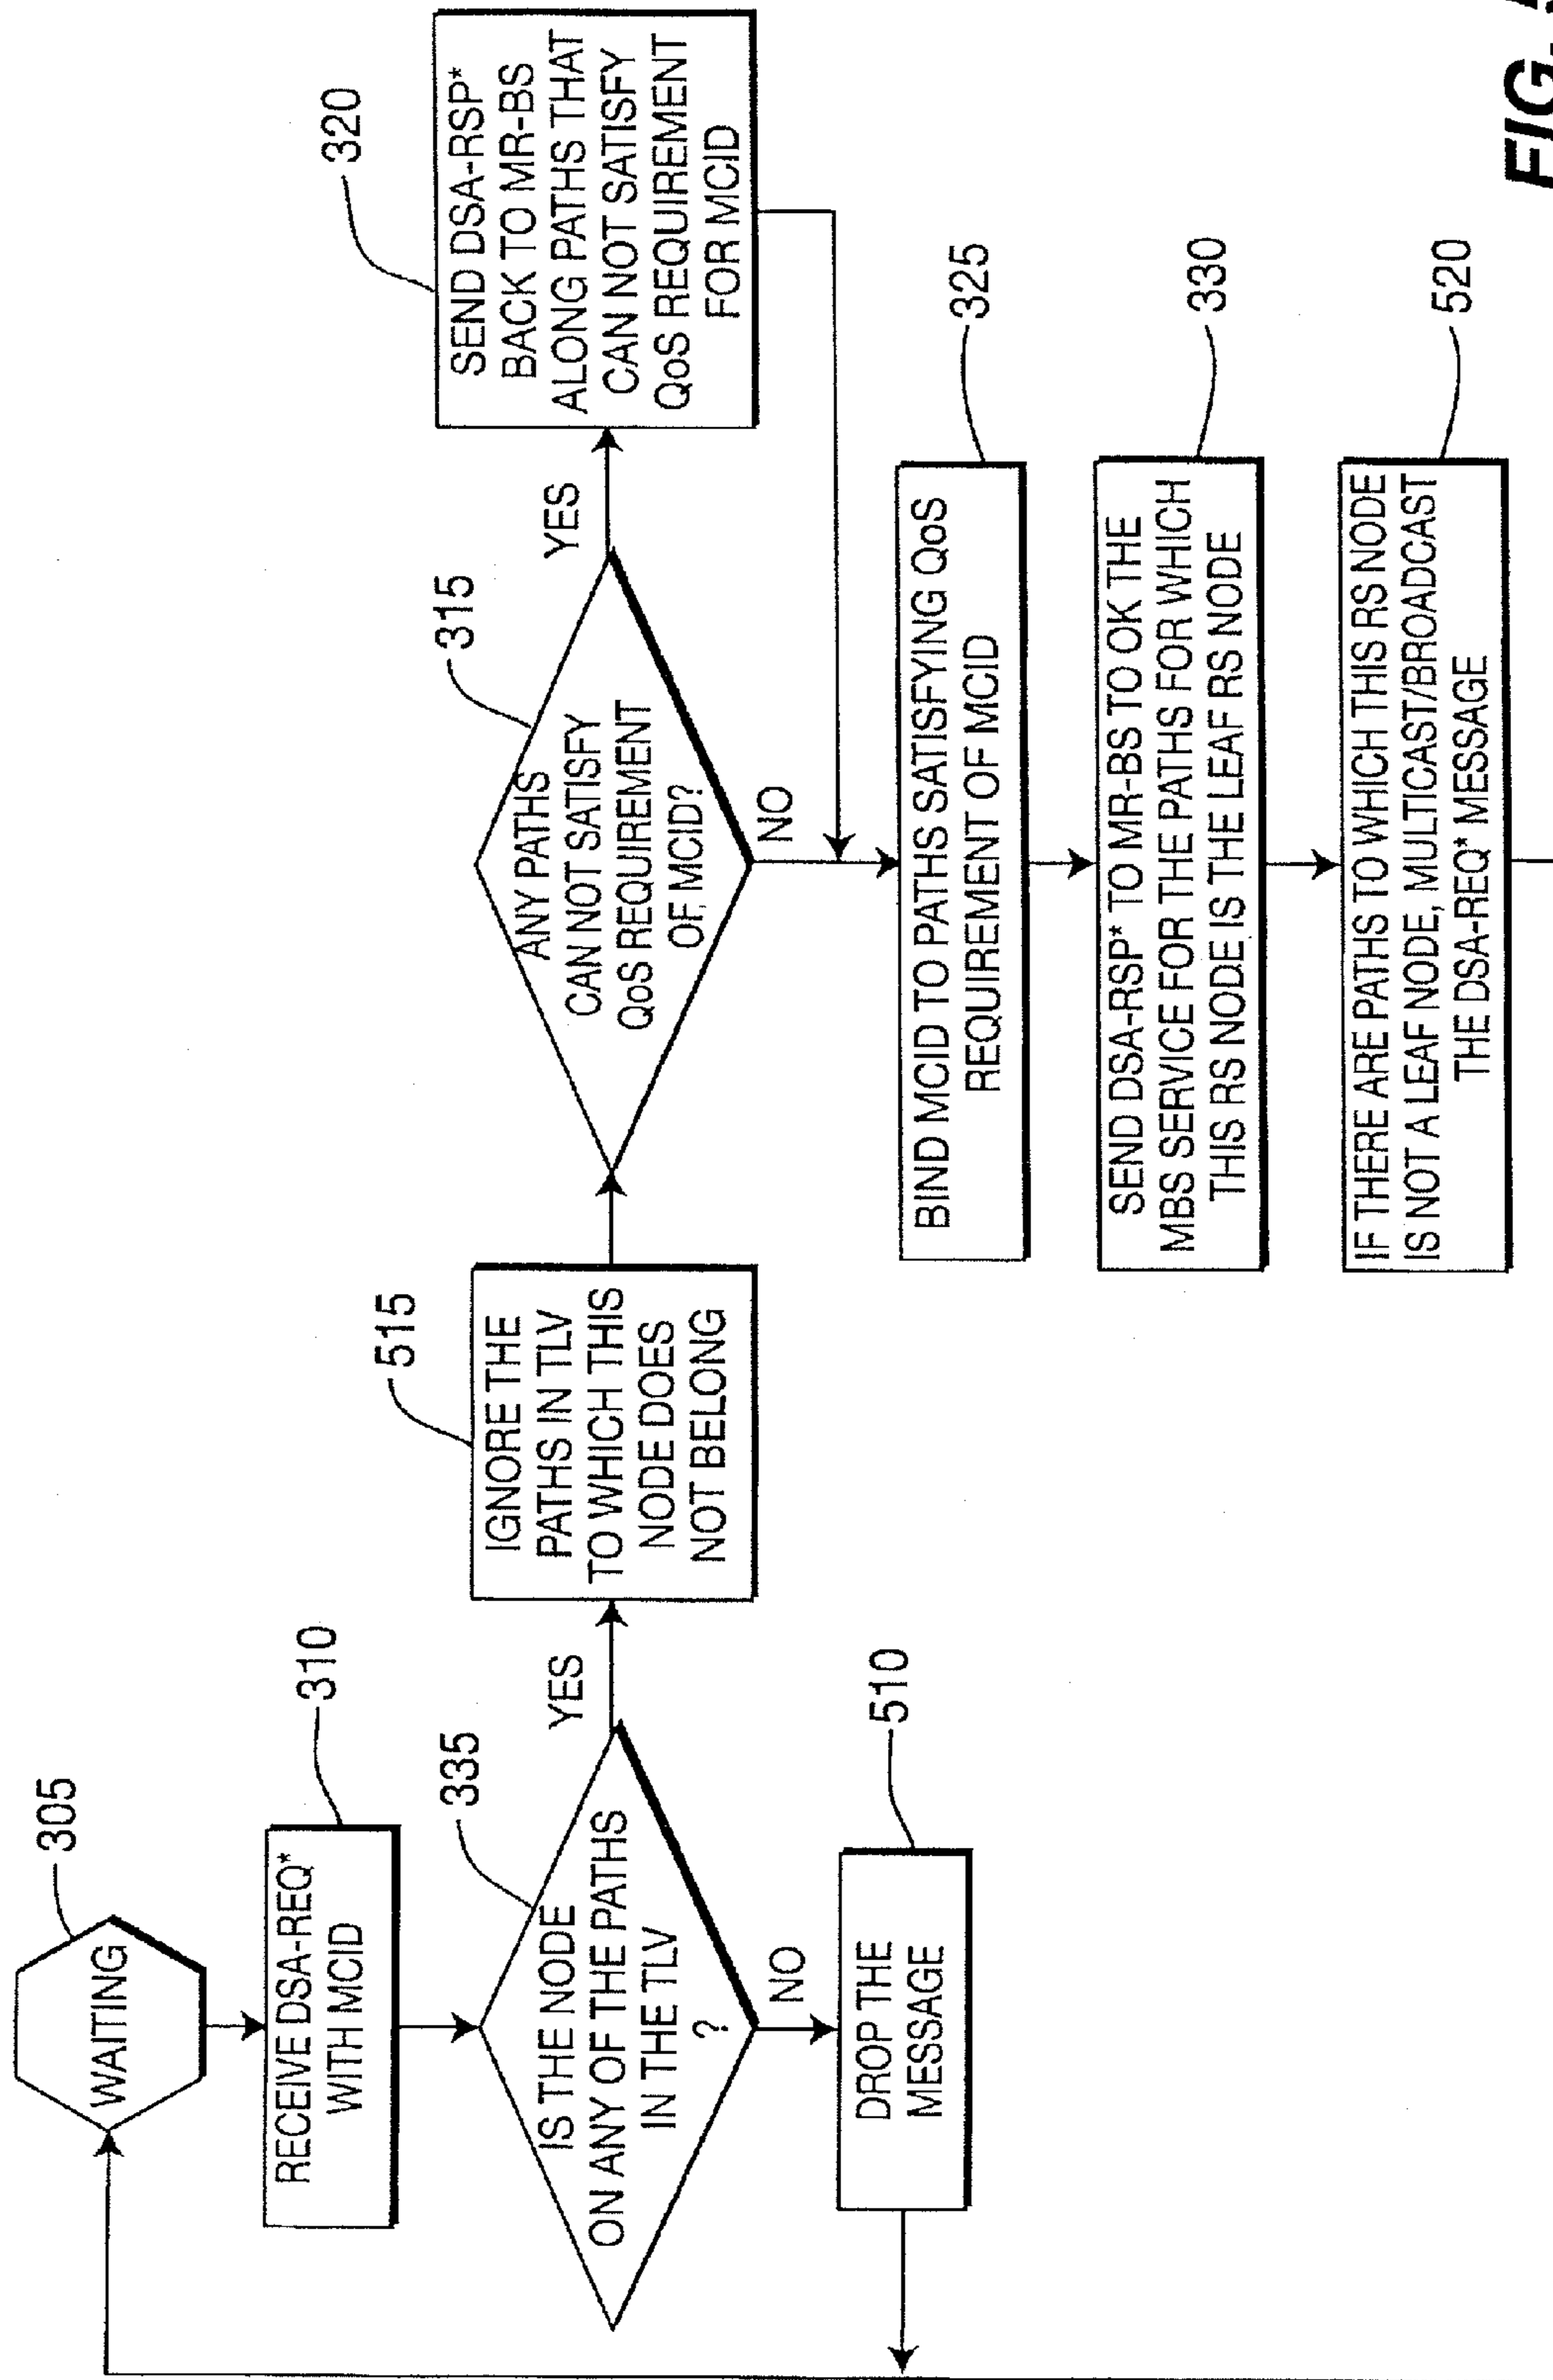 305
WAITING
310
RECEIVE DSA-REQ*
WITH MCID
335
IS THE NODE
ON ANY OF THE PATHS
IN THE TLV
?
YES
NO
510
DROP THE
MESSAGE
515
IGNORE THE
PATHS IN TLV
TO WHICH THIS
NODE DOES
NOT BELONG
315
ANY PATHS
CAN NOT SATISFY
QoS REQUIREMENT
OF MCID?
YES
NO
320
SEND DSA-RSP*
BACK TO MR-BS
ALONG PATHS THAT
CAN NOT SATISFY
QoS REQUIREMENT
FOR MCID
325
BIND MCID TO PATHS SATISFYING QoS
REQUIREMENT OF MCID
330
SEND DSA-RSP* TO MR-BS TO OK THE
MBS SERVICE FOR THE PATHS FOR WHICH
THIS RS NODE IS THE LEAF RS NODE
520
IF THERE ARE PATHS TO WHICH THIS RS NODE
IS NOT A LEAF NODE, MULTICAST/BROADCAST
THE DSA-REQ* MESSAGE
FIG.